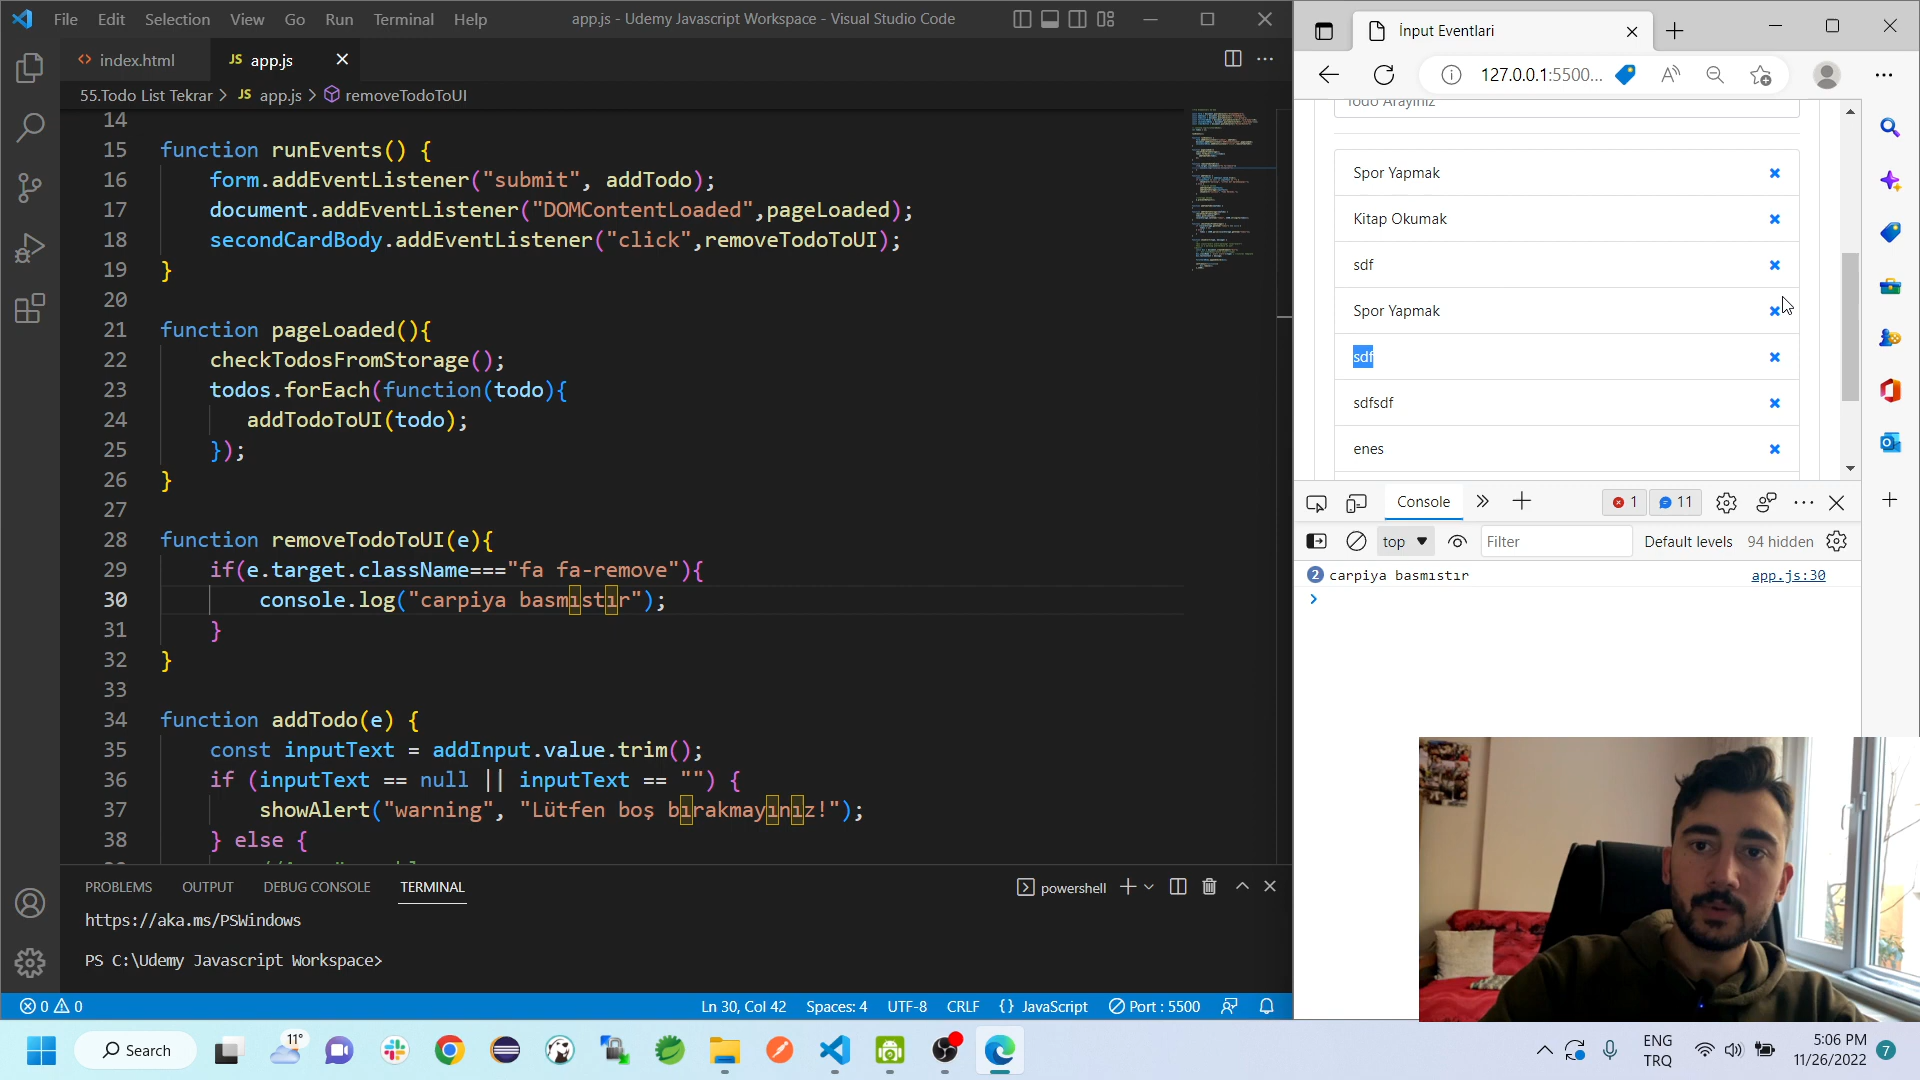 File Edit Selection View Go Run Terminal Help
app.js - Udemy Javascript Workspace - Visual Studio Code
index.html
JS app.js
55.Todo List Tekrar > JS app.js > removeTodoToUI
14
15 function runEvents() {
16 form.addEventListener("submit", addTodo);
17 document.addEventListener("DOMContentLoaded",pageLoaded);
18 secondCardBody.addEventListener("click",removeTodoToUI);
19 }
20
21 function pageLoaded(){
22 checkTodosFromStorage();
23 todos.forEach(function(todo){
24 addTodoToUI(todo);
25 });
26 }
27
28 function removeTodoToUI(e){
29 if(e.target.className==="fa fa-remove"){
30 console.log("carpiya basmıstır");
31 }
32 }
33
34 function addTodo(e) {
35 const inputText = addInput.value.trim();
36 if (inputText == null || inputText == "") {
37 showAlert("warning", "Lütfen boş bırakmayınız!");
38 } else {
PROBLEMS OUTPUT DEBUG CONSOLE TERMINAL
powershell
https://aka.ms/PSWindows
PS C:\Udemy Javascript Workspace>
0 0
Ln 30, Col 42 Spaces: 4 UTF-8 CRLF {} JavaScript Port : 5500
İnput Eventlari
127.0.0.1:5500...
Todo Arayınız
Spor Yapmak
Kitap Okumak
sdf
Spor Yapmak
sdf
sdfsdf
enes
Console
1
11
top
Filter
Default levels
94 hidden
2 carpiya basmıstır app.js:30
Search
11°
ENG
TRQ
5:06 PM
11/26/2022
7